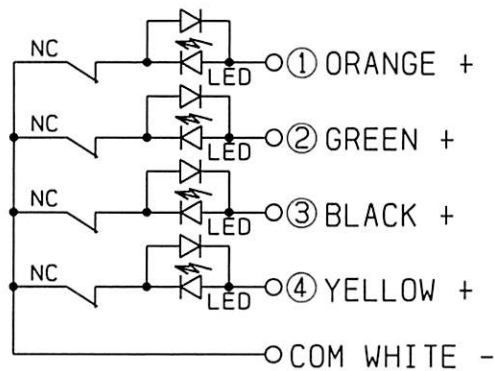 NC
LED ① ORANGE +
NC
LED ② GREEN +
NC
LED ③ BLACK +
NC
LED ④ YELLOW +
COM WHITE -